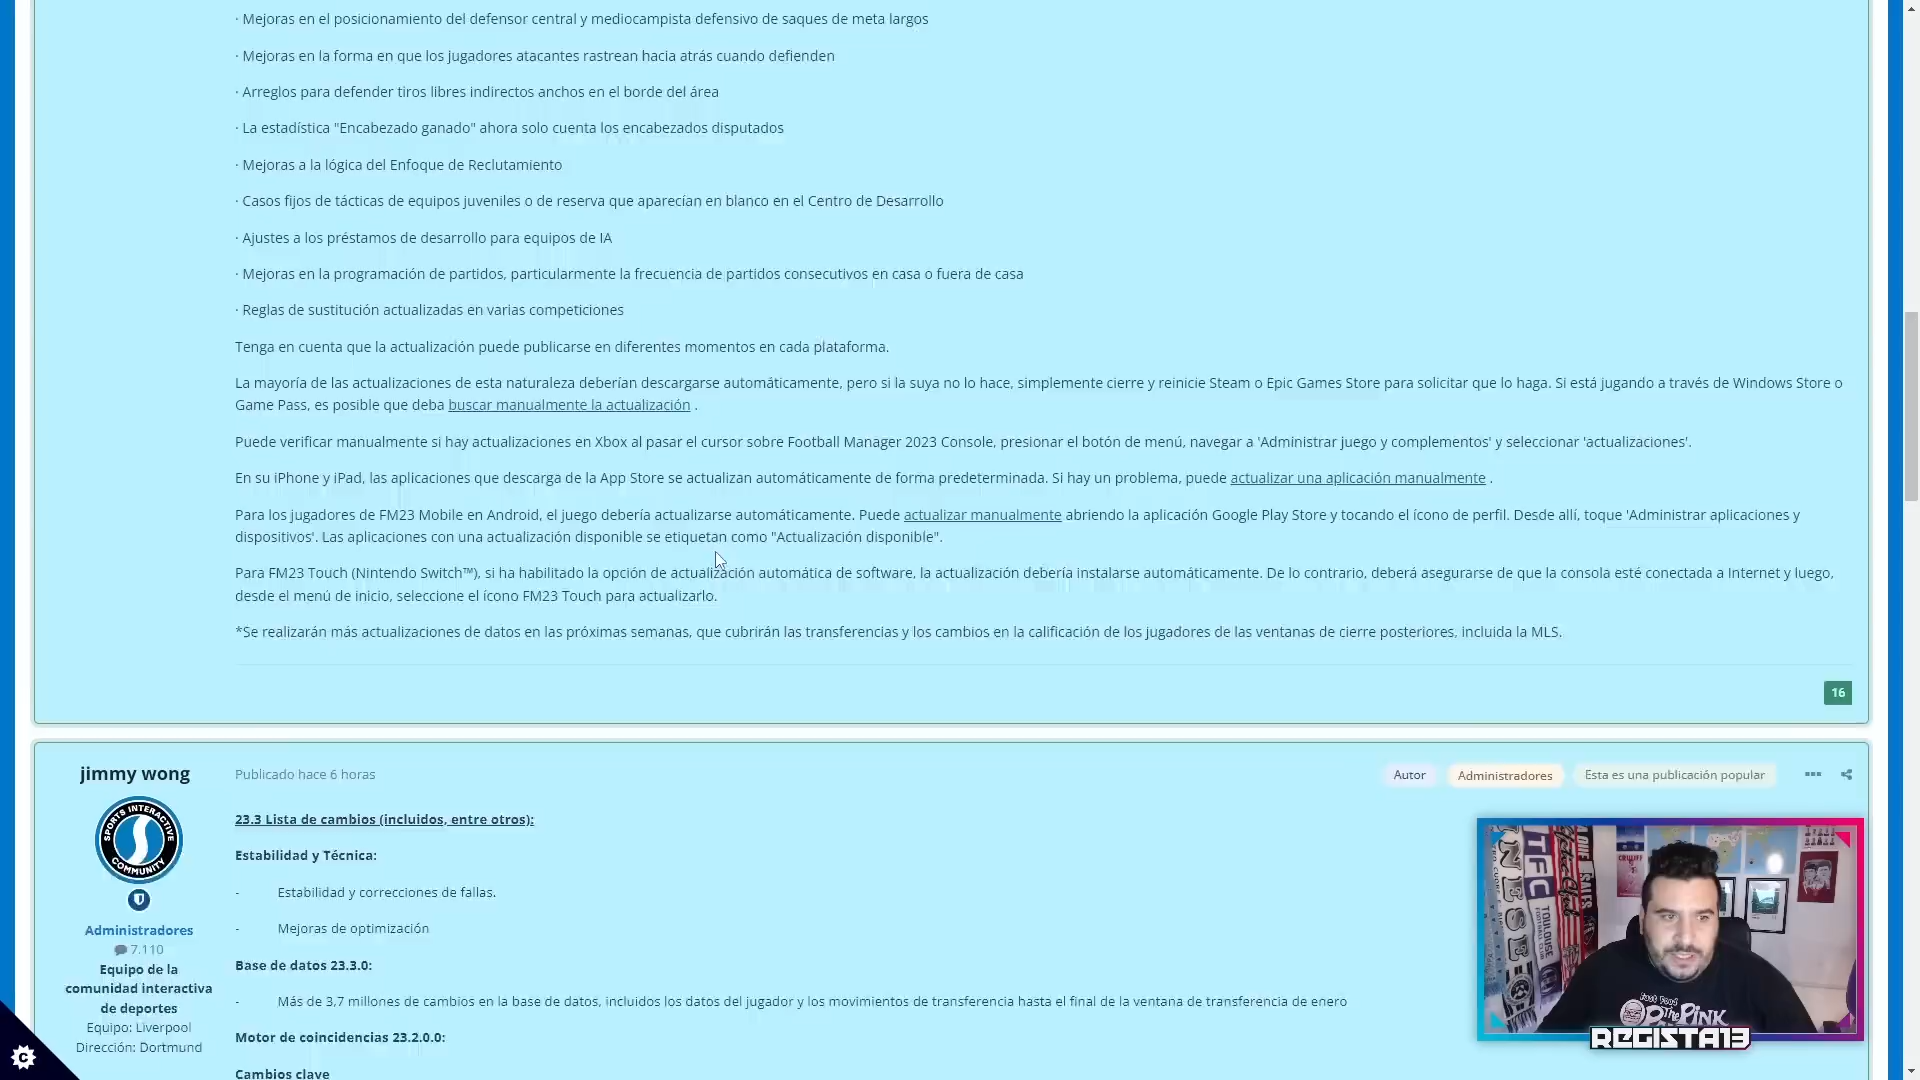 · Mejoras en el posicionamiento del defensor central y mediocampista defensivo de saques de meta largos
· Mejoras en la forma en que los jugadores atacantes rastrean hacia atrás cuando defienden
· Arreglos para defender tiros libres indirectos anchos en el borde del área
· La estadística "Encabezado ganado" ahora solo cuenta los encabezados disputados
· Mejoras a la lógica del Enfoque de Reclutamiento
· Casos fijos de tácticas de equipos juveniles o de reserva que aparecían en blanco en el Centro de Desarrollo
· Ajustes a los préstamos de desarrollo para equipos de IA
· Mejoras en la programación de partidos, particularmente la frecuencia de partidos consecutivos en casa o fuera de casa
· Reglas de sustitución actualizadas en varias competiciones
Tenga en cuenta que la actualización puede publicarse en diferentes momentos en cada plataforma.
La mayoría de las actualizaciones de esta naturaleza deberían descargarse automáticamente, pero si la suya no lo hace, simplemente cierre y reinicie Steam o Epic Games Store para solicitar que lo haga. Si está jugando a través de Windows Store o
Game Pass, es posible que deba buscar manualmente la actualización .
Puede verificar manualmente si hay actualizaciones en Xbox al pasar el cursor sobre Football Manager 2023 Console, presionar el botón de menú, navegar a 'Administrar juego y complementos' y seleccionar 'actualizaciones'.
En su iPhone y iPad, las aplicaciones que descarga de la App Store se actualizan automáticamente de forma predeterminada. Si hay un problema, puede actualizar una aplicación manualmente .
Para los jugadores de FM23 Mobile en Android, el juego debería actualizarse automáticamente. Puede actualizar manualmente abriendo la aplicación Google Play Store y tocando el ícono de perfil. Desde allí, toque 'Administrar aplicaciones y
dispositivos'. Las aplicaciones con una actualización disponible se etiquetan como "Actualización disponible".
Para FM23 Touch (Nintendo Switch™), si ha habilitado la opción de actualización automática de software, la actualización debería instalarse automáticamente. De lo contrario, deberá asegurarse de que la consola esté conectada a Internet y luego,
desde el menú de inicio, seleccione el ícono FM23 Touch para actualizarlo.
*Se realizarán más actualizaciones de datos en las próximas semanas, que cubrirán las transferencias y los cambios en la calificación de los jugadores de las ventanas de cierre posteriores, incluida la MLS.
16
jimmy wong
Publicado hace 6 horas
Autor
Administradores
Esta es una publicación popular
SPORTS INTERACTIVE
COMMUNITY
Administradores
7.110
Equipo de la
comunidad interactiva
de deportes
Equipo: Liverpool
Dirección: Dortmund
23.3 Lista de cambios (incluidos, entre otros):
Estabilidad y Técnica:
- Estabilidad y correcciones de fallas.
- Mejoras de optimización
Base de datos 23.3.0:
- Más de 3,7 millones de cambios en la base de datos, incluidos los datos del jugador y los movimientos de transferencia hasta el final de la ventana de transferencia de enero
Motor de coincidencias 23.2.0.0:
Cambios clave
TFC
TOULOUSE
Fast Food
The PINK
REGISTA13